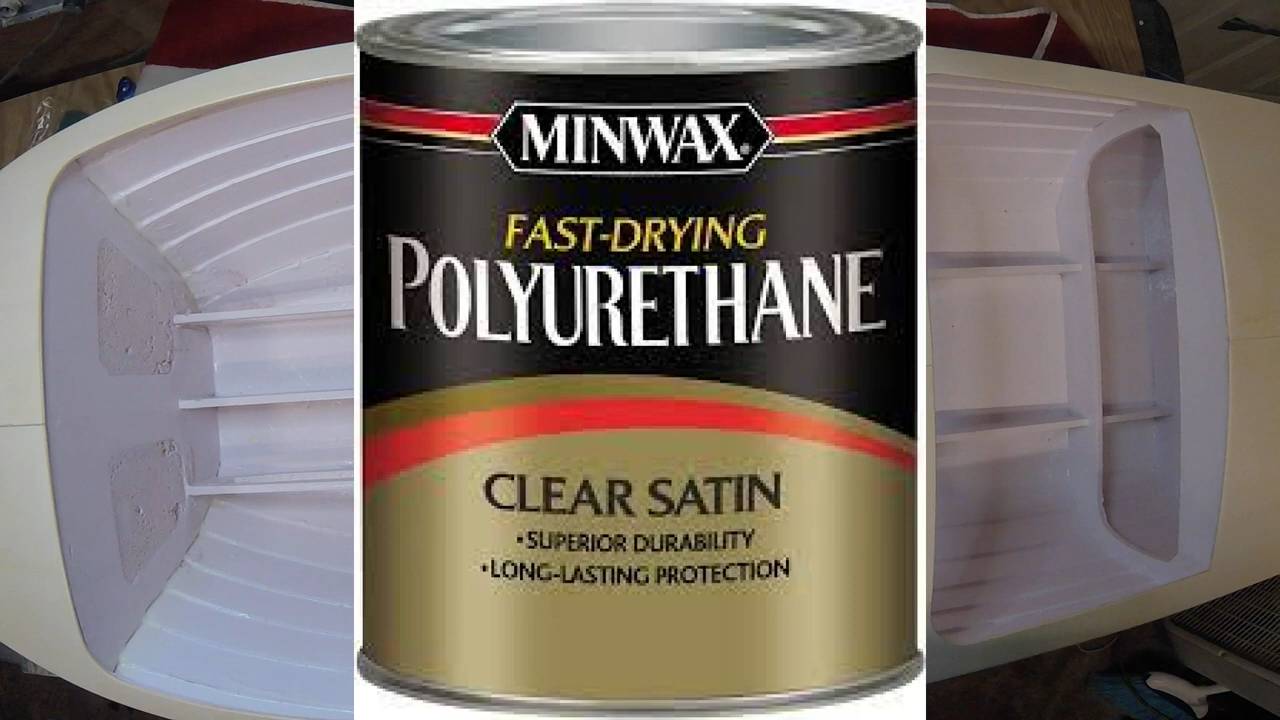 MINWAX®
FAST-DRYING
POLYURETHANE
CLEAR SATIN
•SUPERIOR DURABILITY
•LONG-LASTING PROTECTION